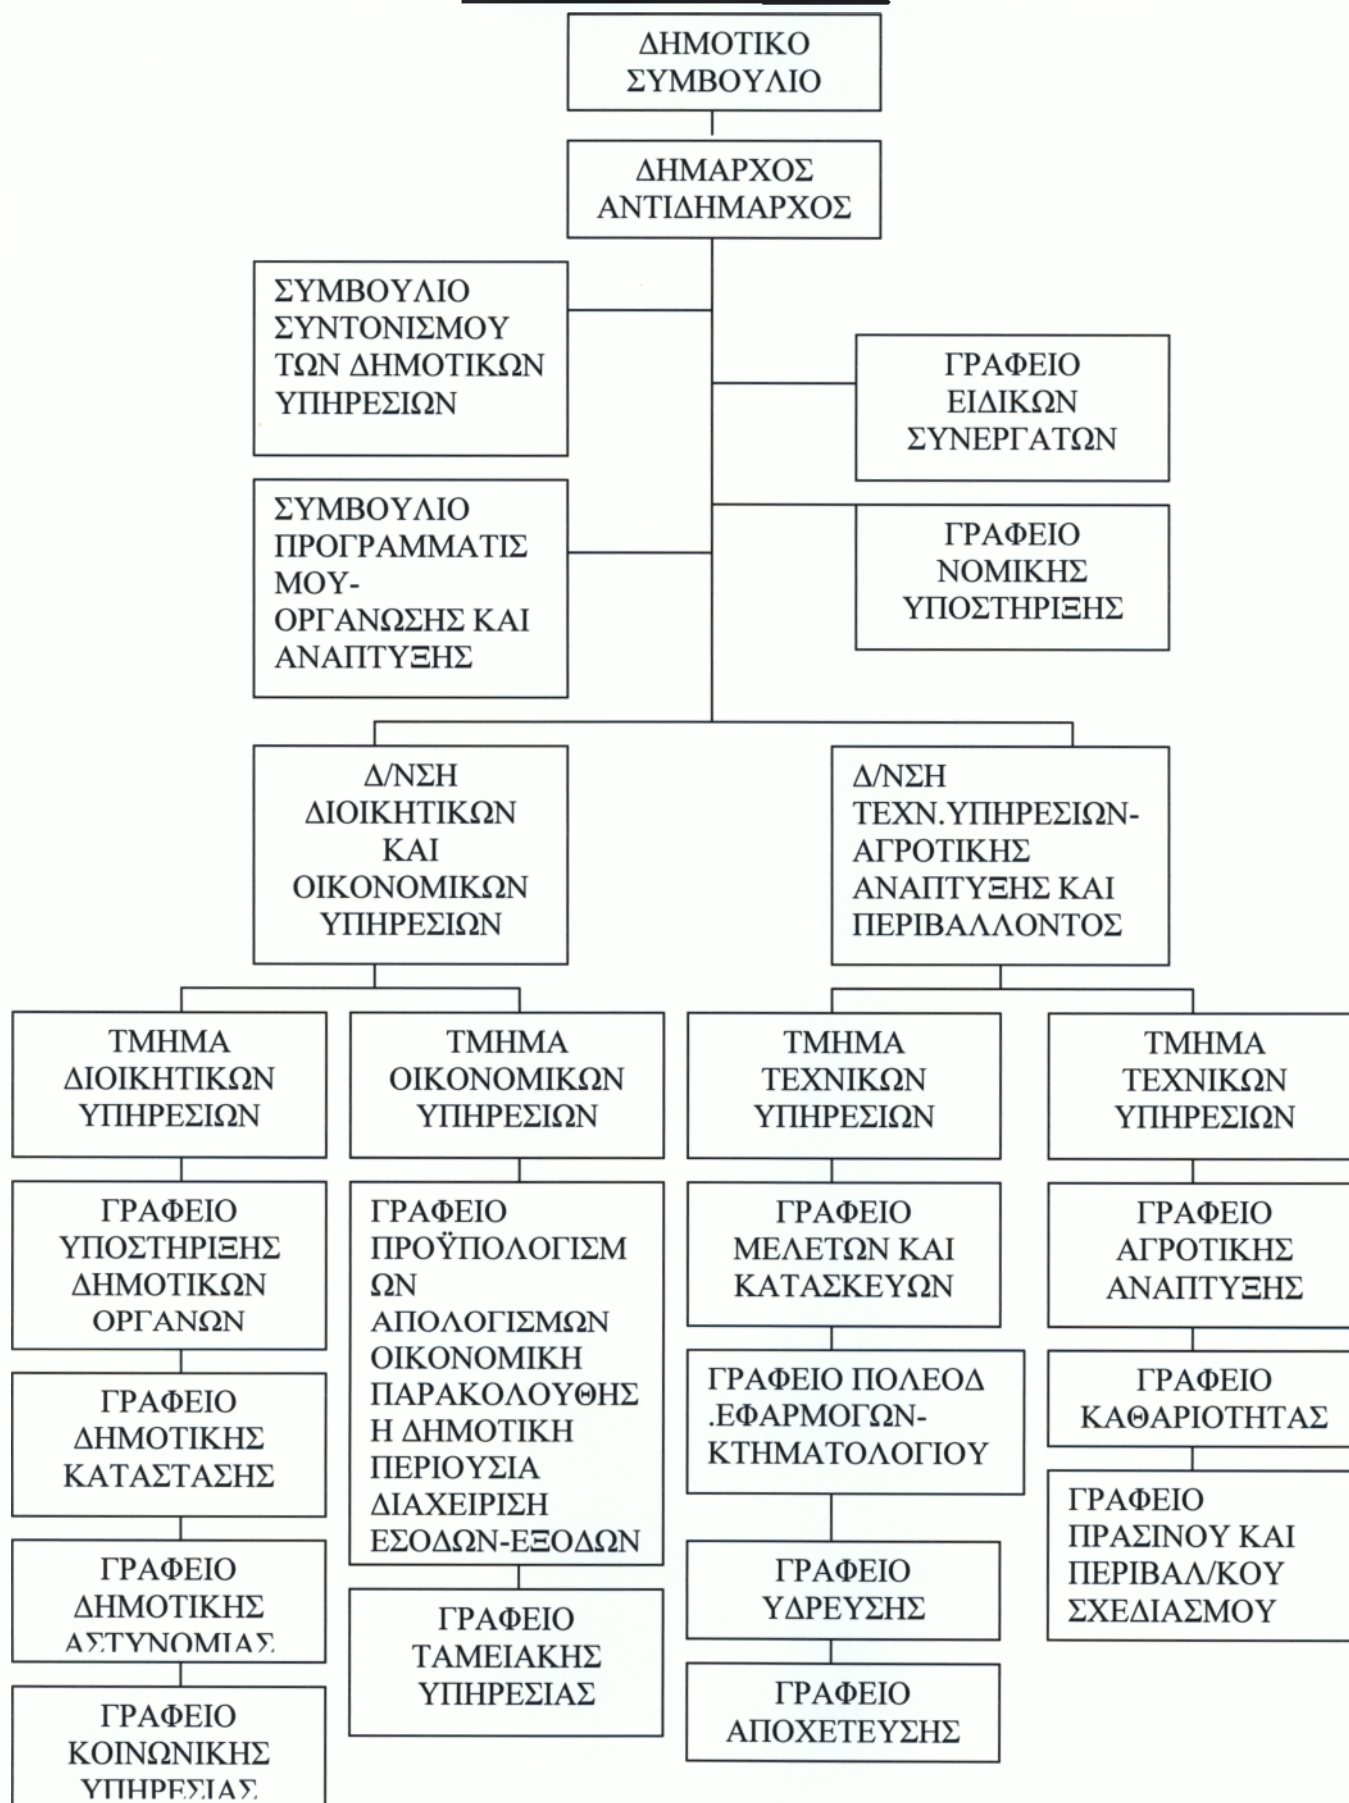 ΔΗΜΟΤΙΚΟ
ΣΥΜΒΟΥΛΙΟ
ΔΗΜΑΡΧΟΣ
ΑΝΤΙΔΗΜΑΡΧΟΣ
ΣΥΜΒΟΥΛΙΟ
ΣΥΝΤΟΝΙΣΜΟΥ
ΤΩΝ ΔΗΜΟΤΙΚΩΝ
ΥΠΗΡΕΣΙΩΝ
ΓΡΑΦΕΙΟ
ΕΙΔΙΚΩΝ
ΣΥΝΕΡΓΑΤΩΝ
ΣΥΜΒΟΥΛΙΟ
ΠΡΟΓΡΑΜΜΑΤΙΣ
ΜΟΥ-
ΟΡΓΑΝΩΣΗΣ ΚΑΙ
ΑΝΑΠΤΥΞΗΣ
ΓΡΑΦΕΙΟ
ΝΟΜΙΚΗΣ
ΥΠΟΣΤΗΡΙΞΗΣ
Δ/ΝΣΗ
ΔΙΟΙΚΗΤΙΚΩΝ
ΚΑΙ
ΟΙΚΟΝΟΜΙΚΩΝ
ΥΠΗΡΕΣΙΩΝ
Δ/ΝΣΗ
ΤΕΧΝ.ΥΠΗΡΕΣΙΩΝ-
ΑΓΡΟΤΙΚΗΣ
ΑΝΑΠΤΥΞΗΣ ΚΑΙ
ΠΕΡΙΒΑΛΛΟΝΤΟΣ
ΤΜΗΜΑ
ΔΙΟΙΚΗΤΙΚΩΝ
ΥΠΗΡΕΣΙΩΝ
ΤΜΗΜΑ
ΟΙΚΟΝΟΜΙΚΩΝ
ΥΠΗΡΕΣΙΩΝ
ΤΜΗΜΑ
ΤΕΧΝΙΚΩΝ
ΥΠΗΡΕΣΙΩΝ
ΤΜΗΜΑ
ΤΕΧΝΙΚΩΝ
ΥΠΗΡΕΣΙΩΝ
ΓΡΑΦΕΙΟ
ΥΠΟΣΤΗΡΙΞΗΣ
ΔΗΜΟΤΙΚΩΝ
ΟΡΓΑΝΩΝ
ΓΡΑΦΕΙΟ
ΔΗΜΟΤΙΚΗΣ
ΚΑΤΑΣΤΑΣΗΣ
ΓΡΑΦΕΙΟ
ΔΗΜΟΤΙΚΗΣ
ΑΣΤΥΝΟΜΙΑΣ
ΓΡΑΦΕΙΟ
ΚΟΙΝΩΝΙΚΗΣ
ΥΠΗΡΕΣΙΑΣ
ΓΡΑΦΕΙΟ
ΠΡΟΫΠΟΛΟΓΙΣΜ
ΩΝ
ΑΠΟΛΟΓΙΣΜΩΝ
ΟΙΚΟΝΟΜΙΚΗ
ΠΑΡΑΚΟΛΟΥΘΗΣ
Η ΔΗΜΟΤΙΚΗ
ΠΕΡΙΟΥΣΙΑ
ΔΙΑΧΕΙΡΙΣΗ
ΕΣΟΔΩΝ-ΕΞΟΔΩΝ
ΓΡΑΦΕΙΟ
ΤΑΜΕΙΑΚΗΣ
ΥΠΗΡΕΣΙΑΣ
ΓΡΑΦΕΙΟ
ΜΕΛΕΤΩΝ ΚΑΙ
ΚΑΤΑΣΚΕΥΩΝ
ΓΡΑΦΕΙΟ ΠΟΛΕΟΔ
.ΕΦΑΡΜΟΓΩΝ-
ΚΤΗΜΑΤΟΛΟΓΙΟΥ
ΓΡΑΦΕΙΟ
ΥΔΡΕΥΣΗΣ
ΓΡΑΦΕΙΟ
ΑΠΟΧΕΤΕΥΣΗΣ
ΓΡΑΦΕΙΟ
ΑΓΡΟΤΙΚΗΣ
ΑΝΑΠΤΥΞΗΣ
ΓΡΑΦΕΙΟ
ΚΑΘΑΡΙΟΤΗΤΑΣ
ΓΡΑΦΕΙΟ
ΠΡΑΣΙΝΟΥ ΚΑΙ
ΠΕΡΙΒΑΛ/ΚΟΥ
ΣΧΕΔΙΑΣΜΟΥ